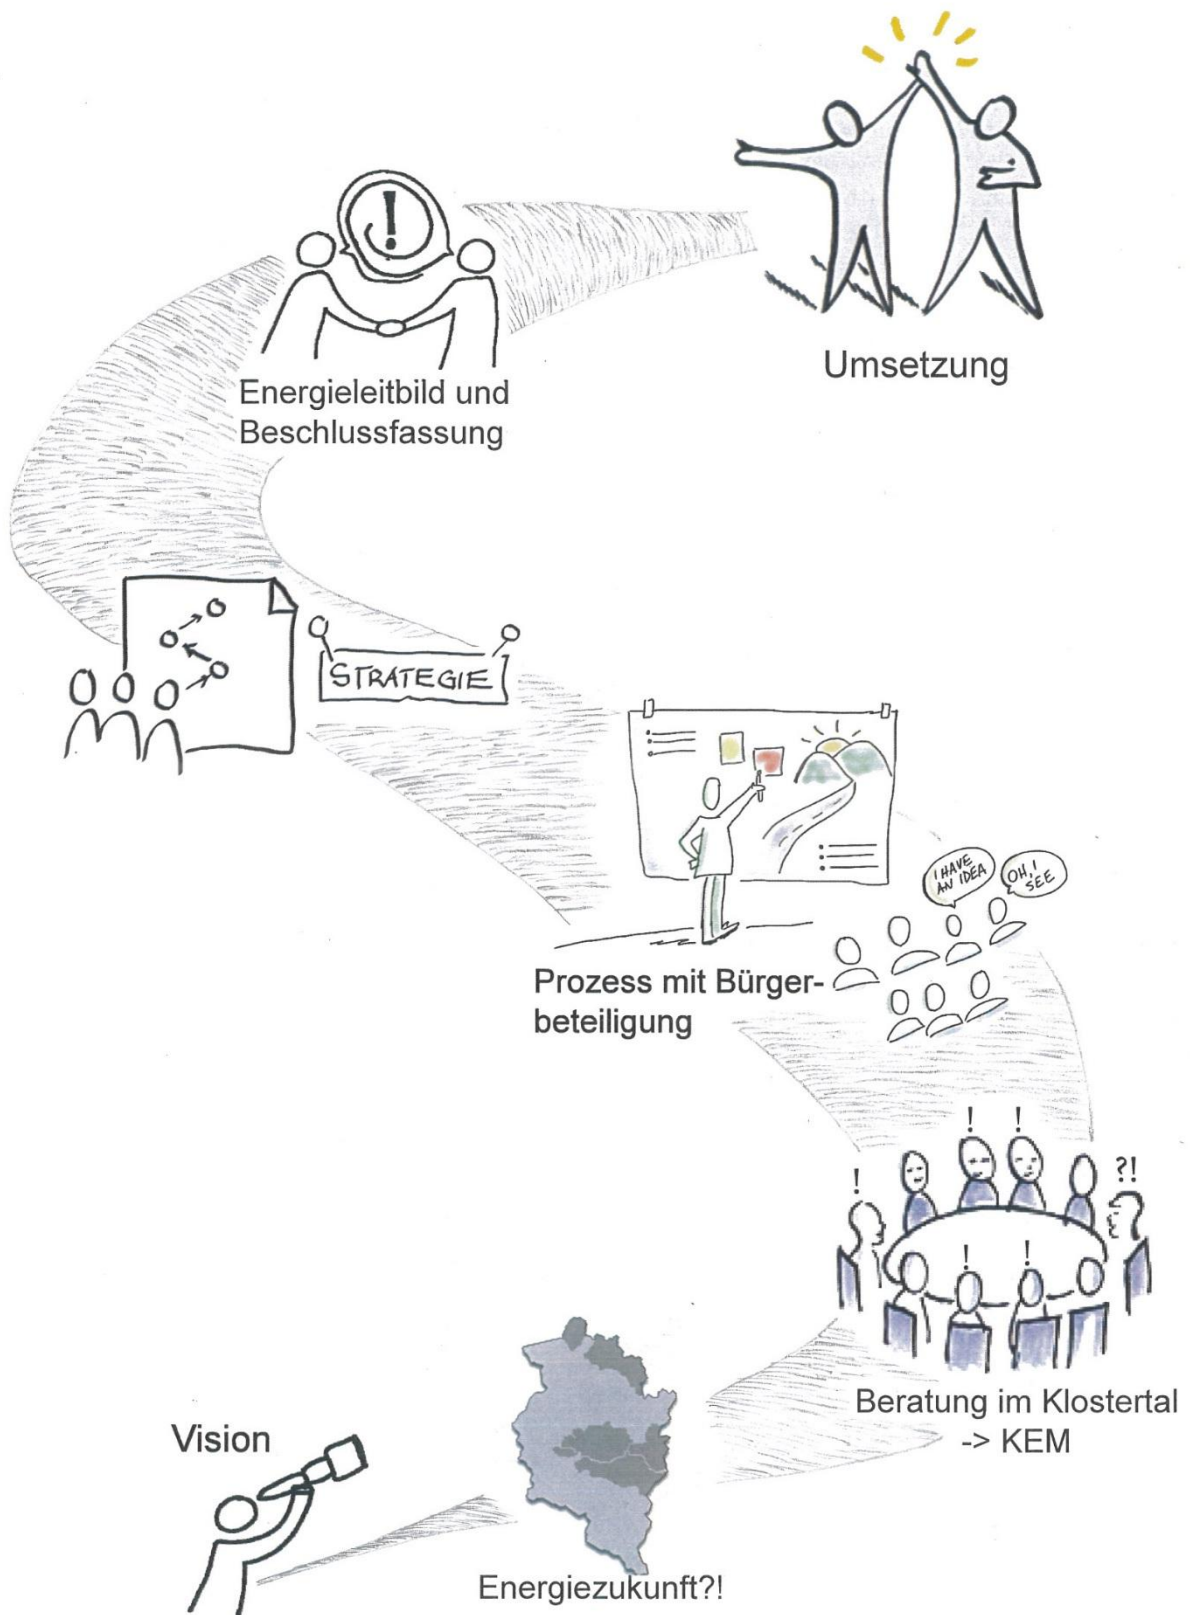 Umsetzung
!
Energieleitbild und
Beschlussfassung
STRATEGIE
I HAVE
AN IDEA
OH, I
SEE
Prozess mit Bürger-
beteiligung
! !
! ?!
! !
Beratung im Klostertal
-> KEM
Vision
Energiezukunft?!